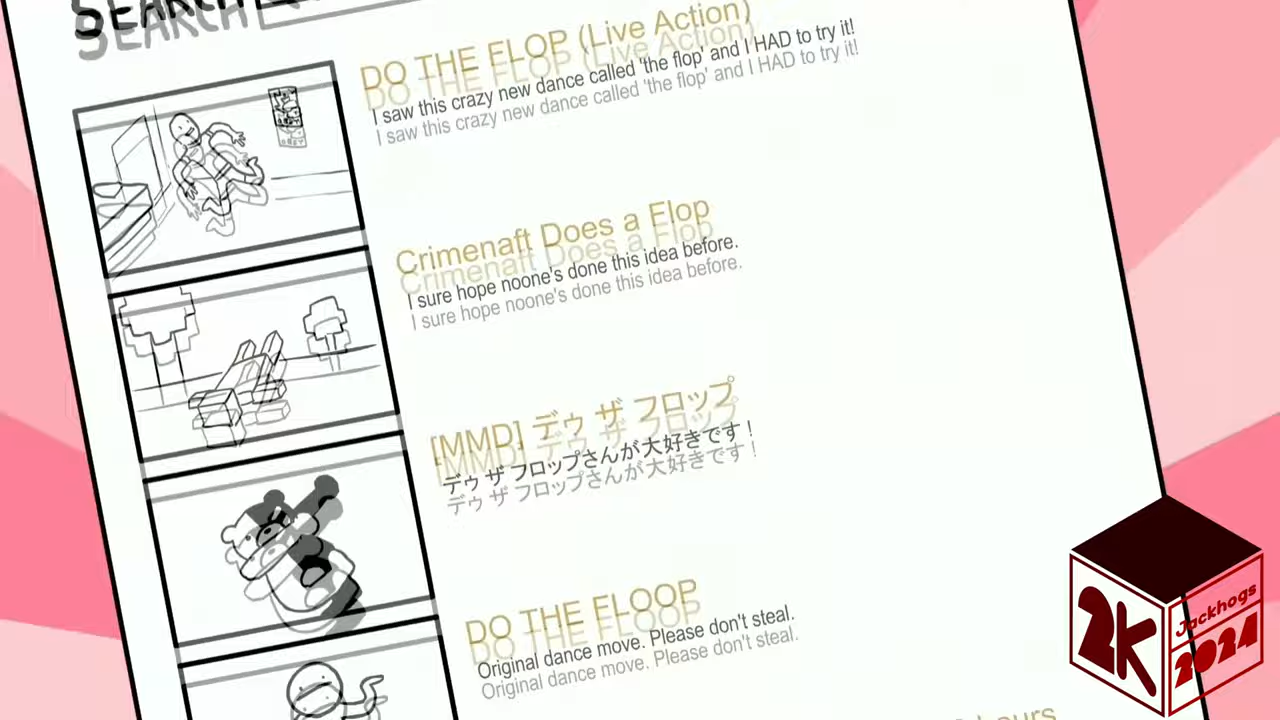 SEARCH
DO THE FLOP (Live Action)
I saw this crazy new dance called 'the flop' and I HAD to try it!
Crimenaft Does a Flop
I sure hope noone's done this idea before.
[MMD] デゥ ザ フロップ
デゥ ザ フロップさんが大好きです！
DO THE FLOOP
Original dance move. Please don't steal.
hours
2K
Jackhogs
2024